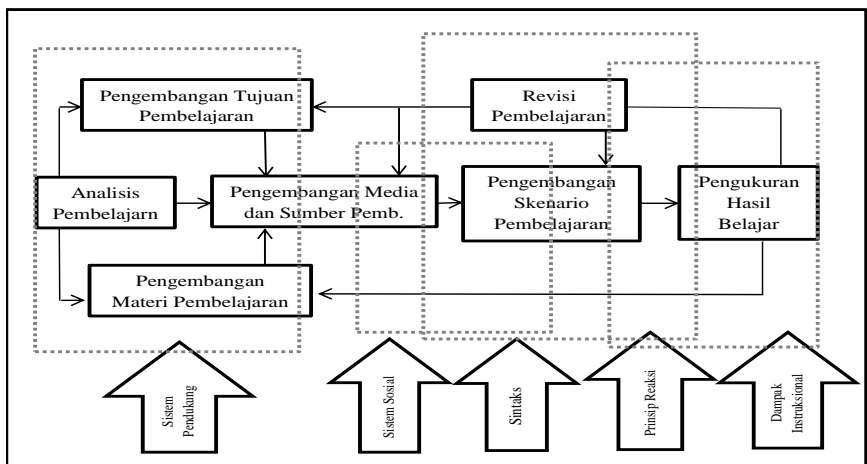 Pengembangan Tujuan
Pembelajaran
Revisi
Pembelajaran
Analisis
Pembelajarn
Pengembangan Media
dan Sumber Pemb.
Pengembangan
Skenario
Pembelajaran
Pengukuran
Hasil
Belajar
Pengembangan
Materi Pembelajaran
Sistem
Pendukung
Sistem Sosial
Sintaks
Prinsip Reaksi
Dampak
Instruksional